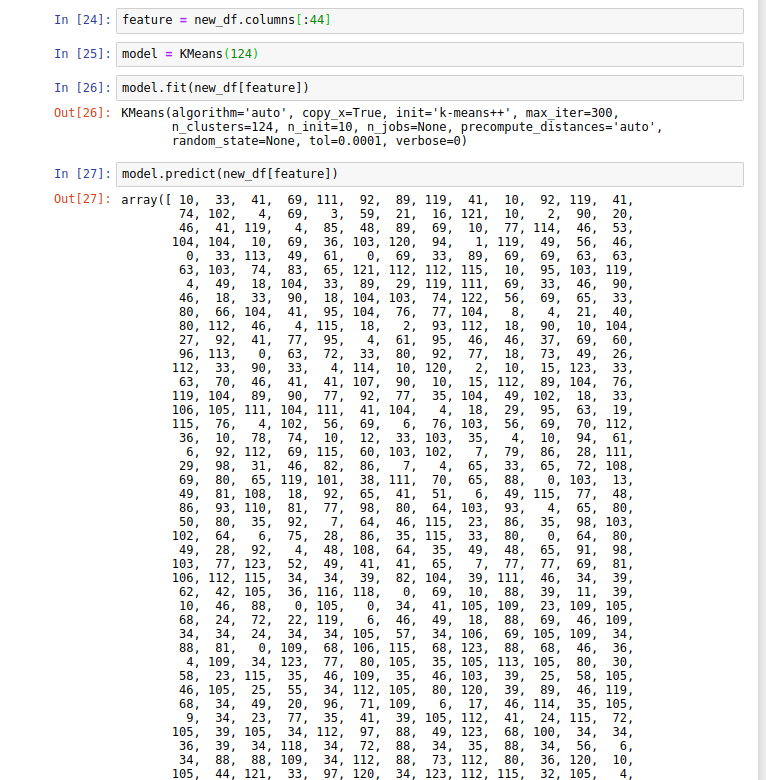 In [24]: feature = new_df.columns[:44]
In [25]: model = KMeans(124)
In [26]: model.fit(new_df[feature])
Out[26]: KMeans(algorithm='auto', copy_x=True, init='k-means++', max_iter=300,
n_clusters=124, n_init=10, n_jobs=None, precompute_distances='auto',
random_state=None, tol=0.0001, verbose=0)
In [27]: model.predict(new_df[feature])
Out[27]: array([ 10, 33, 41, 69, 111, 92, 89, 119, 41, 10, 92, 119, 41,
74, 102, 4, 69, 3, 59, 21, 16, 121, 10, 2, 90, 20,
46, 41, 119, 4, 85, 48, 89, 69, 10, 77, 114, 46, 53,
104, 104, 10, 69, 36, 103, 120, 94, 1, 119, 49, 56, 46,
0, 33, 113, 49, 61, 0, 69, 33, 89, 69, 69, 63, 63,
63, 103, 74, 83, 65, 121, 112, 112, 115, 10, 95, 103, 119,
4, 49, 18, 104, 33, 89, 29, 119, 111, 69, 33, 46, 90,
46, 18, 33, 90, 18, 104, 103, 74, 122, 56, 69, 65, 33,
80, 66, 104, 41, 95, 104, 76, 77, 104, 8, 4, 21, 40,
80, 112, 46, 4, 115, 18, 2, 93, 112, 18, 90, 10, 104,
27, 92, 41, 77, 95, 4, 61, 95, 46, 46, 37, 69, 60,
96, 113, 0, 63, 72, 33, 80, 92, 77, 18, 73, 49, 26,
112, 33, 90, 33, 4, 114, 10, 120, 2, 10, 15, 123, 33,
63, 70, 46, 41, 41, 107, 90, 10, 15, 112, 89, 104, 76,
119, 104, 89, 90, 77, 92, 77, 35, 104, 49, 102, 18, 33,
106, 105, 111, 104, 111, 41, 104, 4, 18, 29, 95, 63, 19,
115, 76, 4, 102, 56, 69, 6, 76, 103, 56, 69, 70, 112,
36, 10, 78, 74, 10, 12, 33, 103, 35, 4, 10, 94, 61,
6, 92, 112, 69, 115, 60, 103, 102, 7, 79, 86, 28, 111,
29, 98, 31, 46, 82, 86, 7, 4, 65, 33, 65, 72, 108,
69, 80, 65, 119, 101, 38, 111, 70, 65, 88, 0, 103, 13,
49, 81, 108, 18, 92, 65, 41, 51, 6, 49, 115, 77, 48,
86, 93, 110, 81, 77, 98, 80, 64, 103, 93, 4, 65, 80,
50, 80, 35, 92, 7, 64, 46, 115, 23, 86, 35, 98, 103,
102, 64, 6, 75, 28, 86, 35, 115, 33, 80, 0, 64, 80,
49, 28, 92, 4, 48, 108, 64, 35, 49, 48, 65, 91, 98,
103, 77, 123, 52, 49, 41, 41, 65, 7, 77, 77, 69, 81,
106, 112, 115, 34, 34, 39, 82, 104, 39, 111, 46, 34, 39,
62, 42, 105, 36, 116, 118, 0, 69, 10, 88, 39, 11, 39,
10, 46, 88, 0, 105, 0, 34, 41, 105, 109, 23, 109, 105,
68, 24, 72, 22, 119, 6, 46, 49, 18, 88, 69, 46, 109,
34, 34, 24, 34, 34, 105, 57, 34, 106, 69, 105, 109, 34,
88, 81, 0, 109, 68, 106, 115, 68, 123, 88, 68, 46, 36,
4, 109, 34, 123, 77, 80, 105, 35, 105, 113, 105, 80, 30,
58, 23, 115, 35, 46, 109, 35, 46, 103, 39, 25, 58, 105,
46, 105, 25, 55, 34, 112, 105, 80, 120, 39, 89, 46, 119,
68, 34, 49, 20, 96, 71, 109, 6, 17, 46, 114, 35, 105,
9, 34, 23, 77, 35, 41, 39, 105, 112, 41, 24, 115, 72,
105, 39, 105, 34, 112, 97, 88, 49, 123, 68, 100, 34, 34,
36, 39, 34, 118, 34, 72, 88, 34, 35, 88, 34, 56, 6,
34, 88, 88, 109, 34, 112, 88, 73, 112, 80, 36, 120, 10,
105, 44, 121, 33, 97, 120, 34, 123, 112, 115, 32, 105, 4,